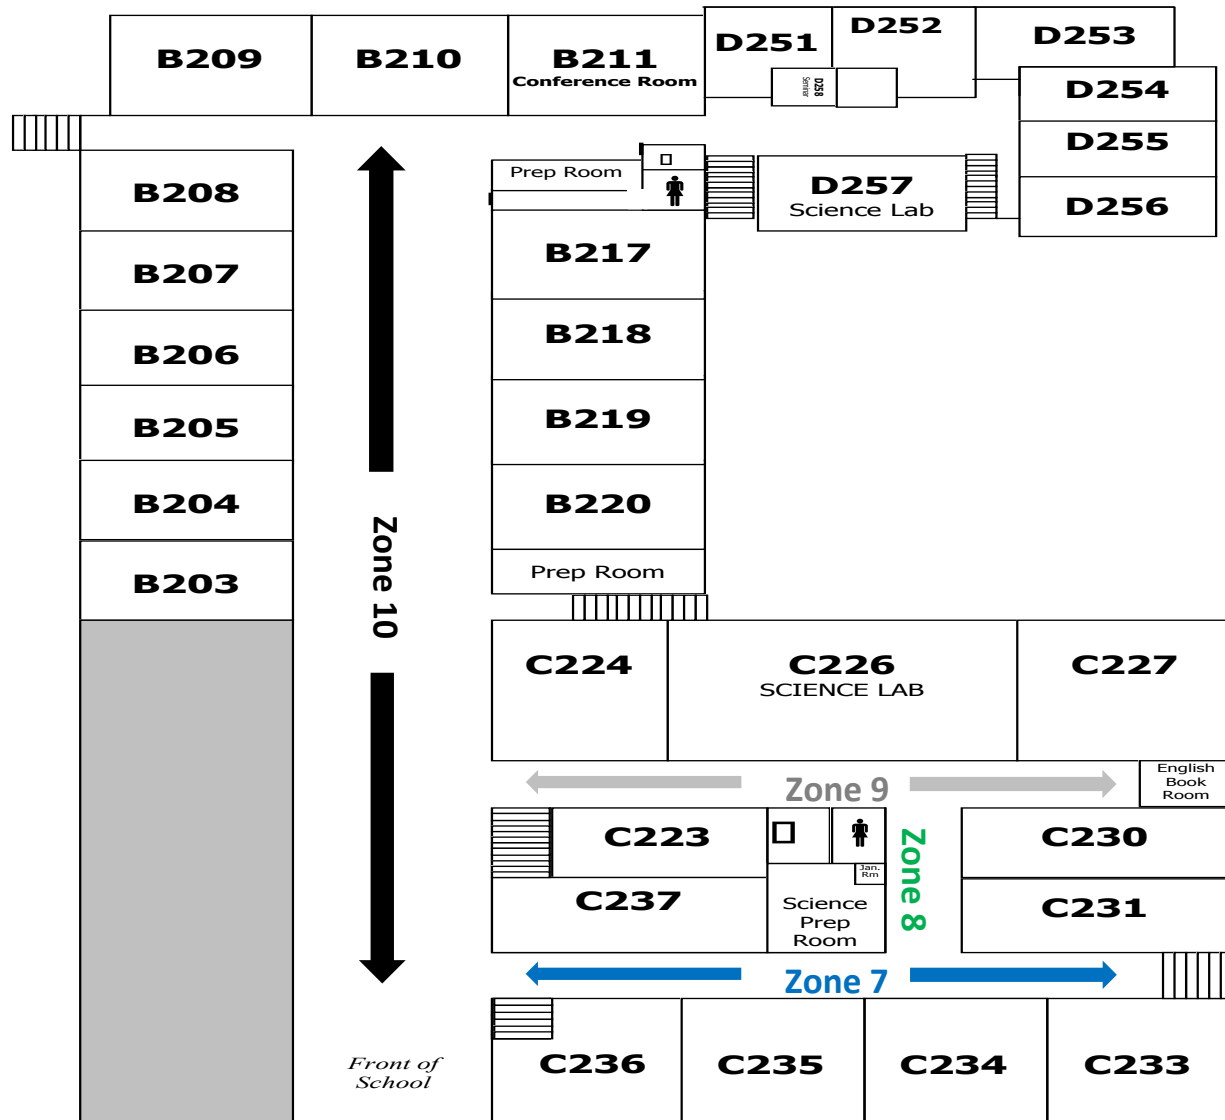 B209
B210
B211
Conference Room
D251
D252
D253
D258
Seminar
D254
D255
D256
D257
Science Lab
Prep Room
B208
B207
B206
B205
B204
B203
B217
B218
B219
B220
Prep Room
Zone 10
C224
C226
SCIENCE LAB
C227
Zone 9
English
Book
Room
C223
C237
Jan.
Rm
Science
Prep
Room
Zone 8
C230
C231
Zone 7
Front of
School
C236
C235
C234
C233